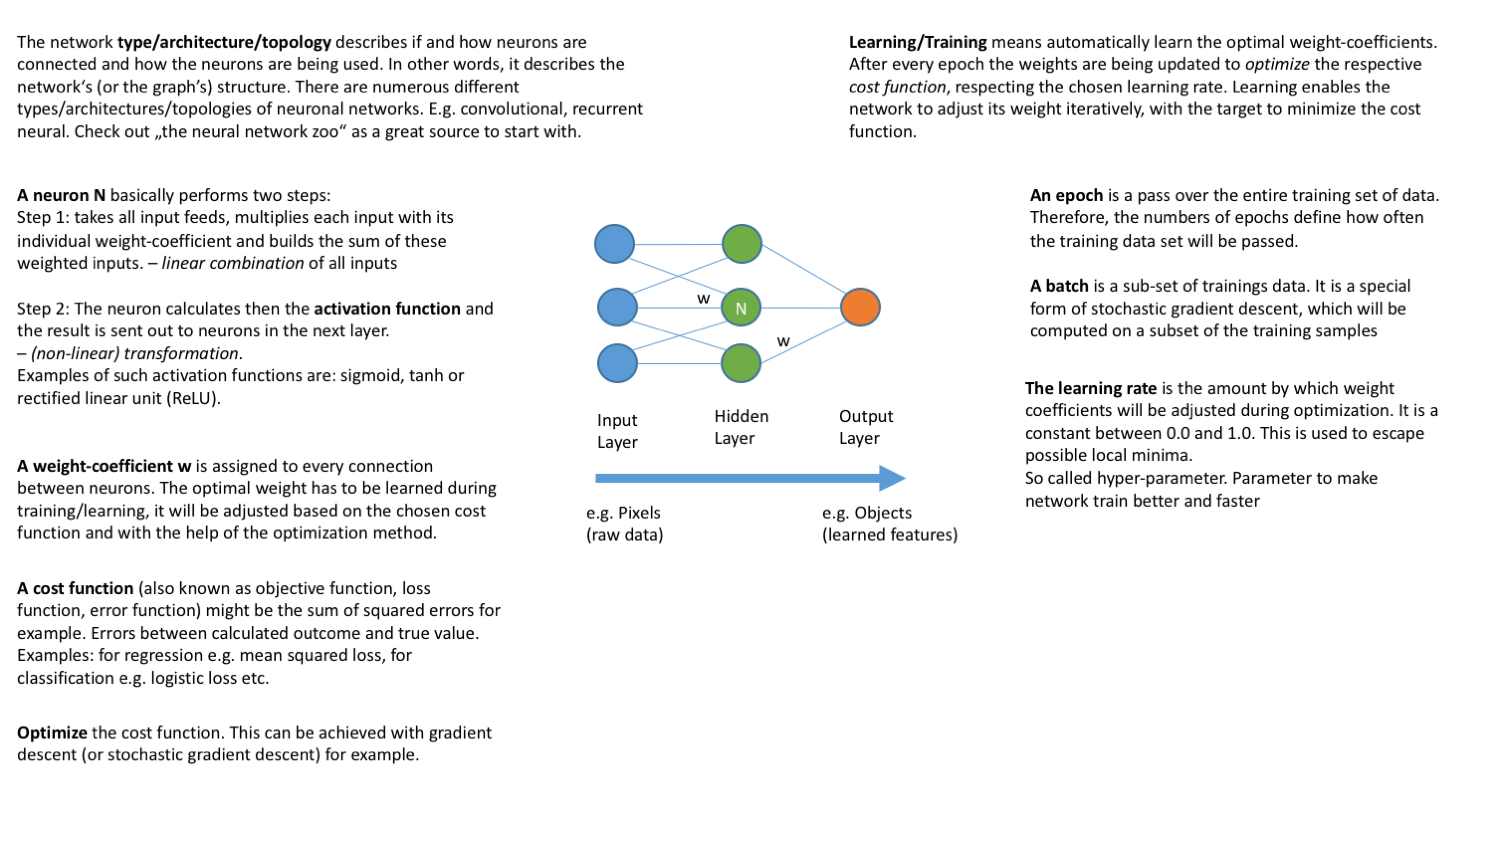 The network type/architecture/topology describes if and how neurons are
connected and how the neurons are being used. In other words, it describes the
network‘s (or the graph’s) structure. There are numerous different
types/architectures/topologies of neuronal networks. E.g. convolutional, recurrent
neural. Check out „the neural network zoo“ as a great source to start with.
Learning/Training means automatically learn the optimal weight-coefficients.
After every epoch the weights are being updated to optimize the respective
cost function, respecting the chosen learning rate. Learning enables the
network to adjust its weight iteratively, with the target to minimize the cost
function.
A neuron N basically performs two steps:
Step 1: takes all input feeds, multiplies each input with its
individual weight-coefficient and builds the sum of these
weighted inputs. – linear combination of all inputs
Step 2: The neuron calculates then the activation function and
the result is sent out to neurons in the next layer.
– (non-linear) transformation.
Examples of such activation functions are: sigmoid, tanh or
rectified linear unit (ReLU).
A weight-coefficient w is assigned to every connection
between neurons. The optimal weight has to be learned during
training/learning, it will be adjusted based on the chosen cost
function and with the help of the optimization method.
A cost function (also known as objective function, loss
function, error function) might be the sum of squared errors for
example. Errors between calculated outcome and true value.
Examples: for regression e.g. mean squared loss, for
classification e.g. logistic loss etc.
Optimize the cost function. This can be achieved with gradient
descent (or stochastic gradient descent) for example.
w
N
w
Input
Layer
Hidden
Layer
Output
Layer
e.g. Pixels
(raw data)
e.g. Objects
(learned features)
An epoch is a pass over the entire training set of data.
Therefore, the numbers of epochs define how often
the training data set will be passed.
A batch is a sub-set of trainings data. It is a special
form of stochastic gradient descent, which will be
computed on a subset of the training samples
The learning rate is the amount by which weight
coefficients will be adjusted during optimization. It is a
constant between 0.0 and 1.0. This is used to escape
possible local minima.
So called hyper-parameter. Parameter to make
network train better and faster